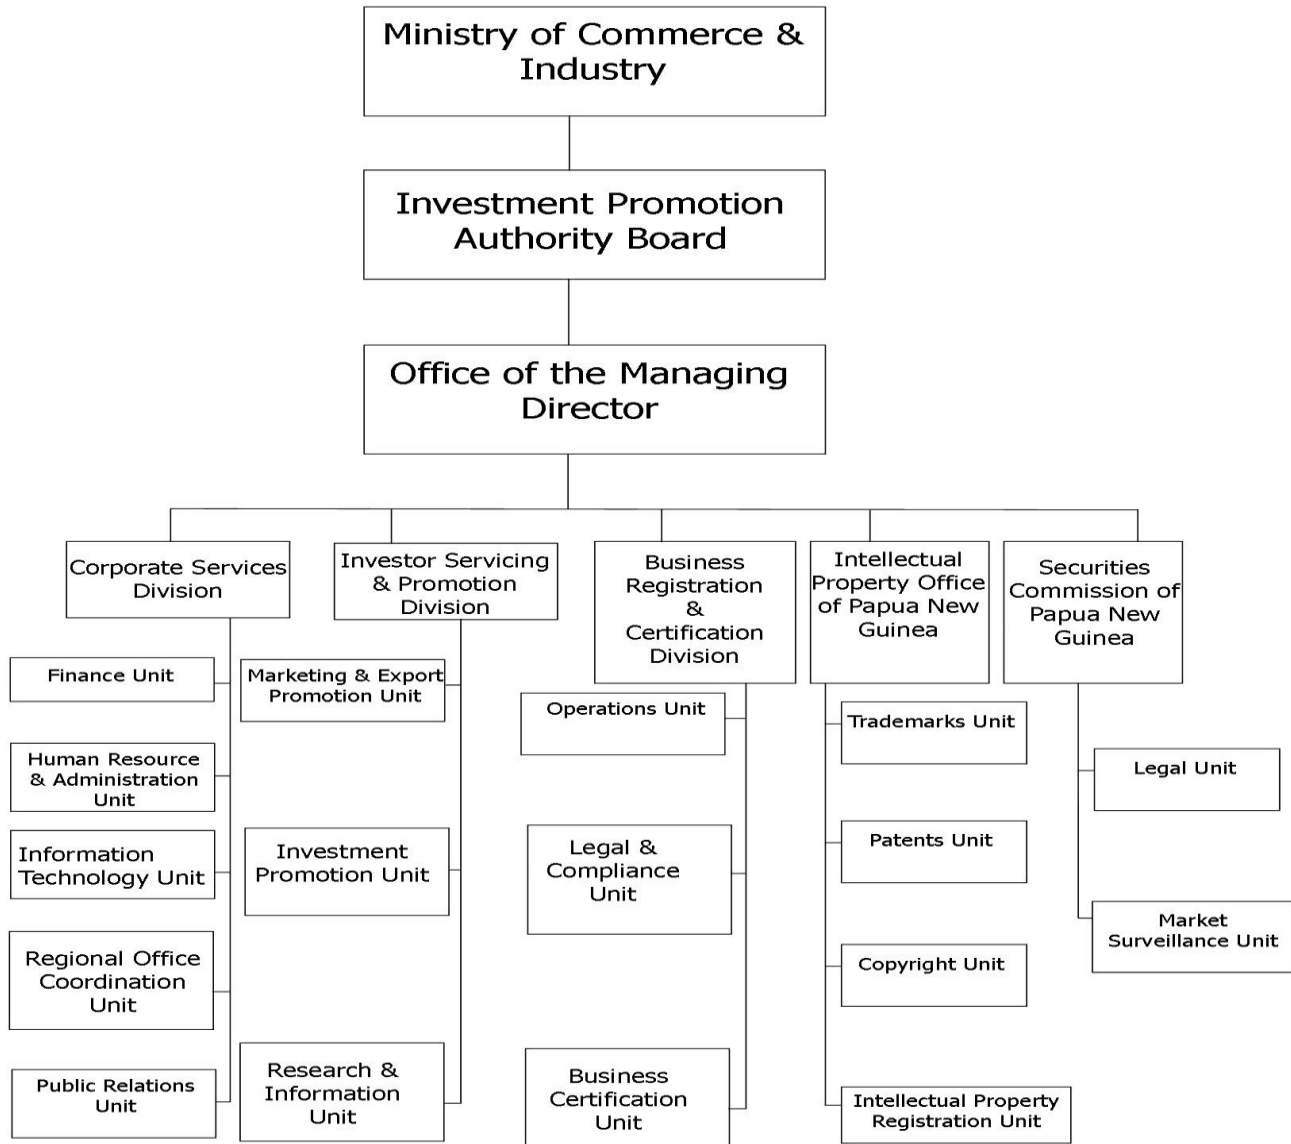 Ministry of Commerce &
Industry
Investment Promotion
Authority Board
Office of the Managing
Director
Corporate Services
Division
Investor Servicing
& Promotion
Division
Business
Registration
&
Certification
Division
Intellectual
Property Office
of Papua New
Guinea
Securities
Commission of
Papua New
Guinea
Finance Unit
Human Resource
& Administration
Unit
Information
Technology Unit
Regional Office
Coordination
Unit
Public Relations
Unit
Marketing & Export
Promotion Unit
Investment
Promotion Unit
Research &
Information
Unit
Operations Unit
Legal &
Compliance
Unit
Business
Certification
Unit
Trademarks Unit
Patents Unit
Copyright Unit
Intellectual Property
Registration Unit
Legal Unit
Market
Surveillance Unit